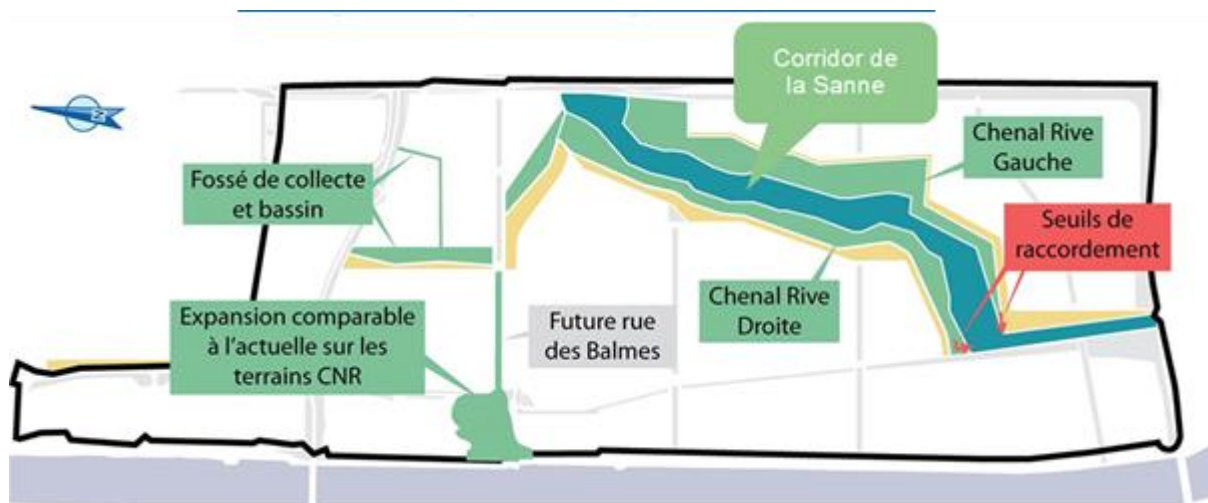 Corridor de
la Sanne
Chenal Rive
Gauche
Fossé de collecte
et bassin
Seuils de
raccordement
Chenal Rive
Droite
Expansion comparable
à l'actuelle sur les
terrains CNR
Future rue
des Balmes